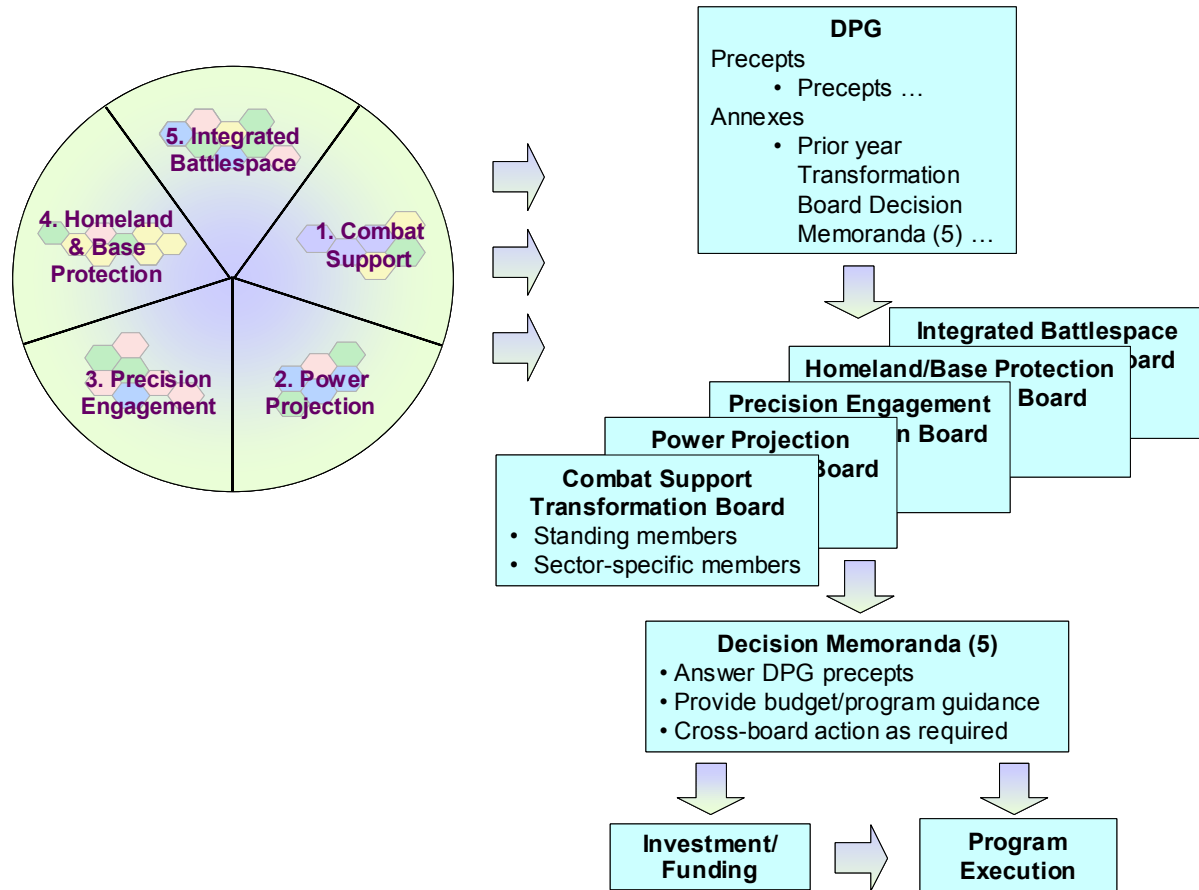 5. Integrated
Battlespace
4. Homeland
& Base
Protection
1. Combat
Support
3. Precision
Engagement
2. Power
Projection
DPG
Precepts
• Precepts …
Annexes
• Prior year
Transformation
Board Decision
Memoranda (5) …
Integrated Battlespace
Board
Homeland/Base Protection
Board
Precision Engagement
Board
Power Projection
Board
Combat Support
Transformation Board
• Standing members
• Sector-specific members
Decision Memoranda (5)
• Answer DPG precepts
• Provide budget/program guidance
• Cross-board action as required
Investment/
Funding
Program
Execution